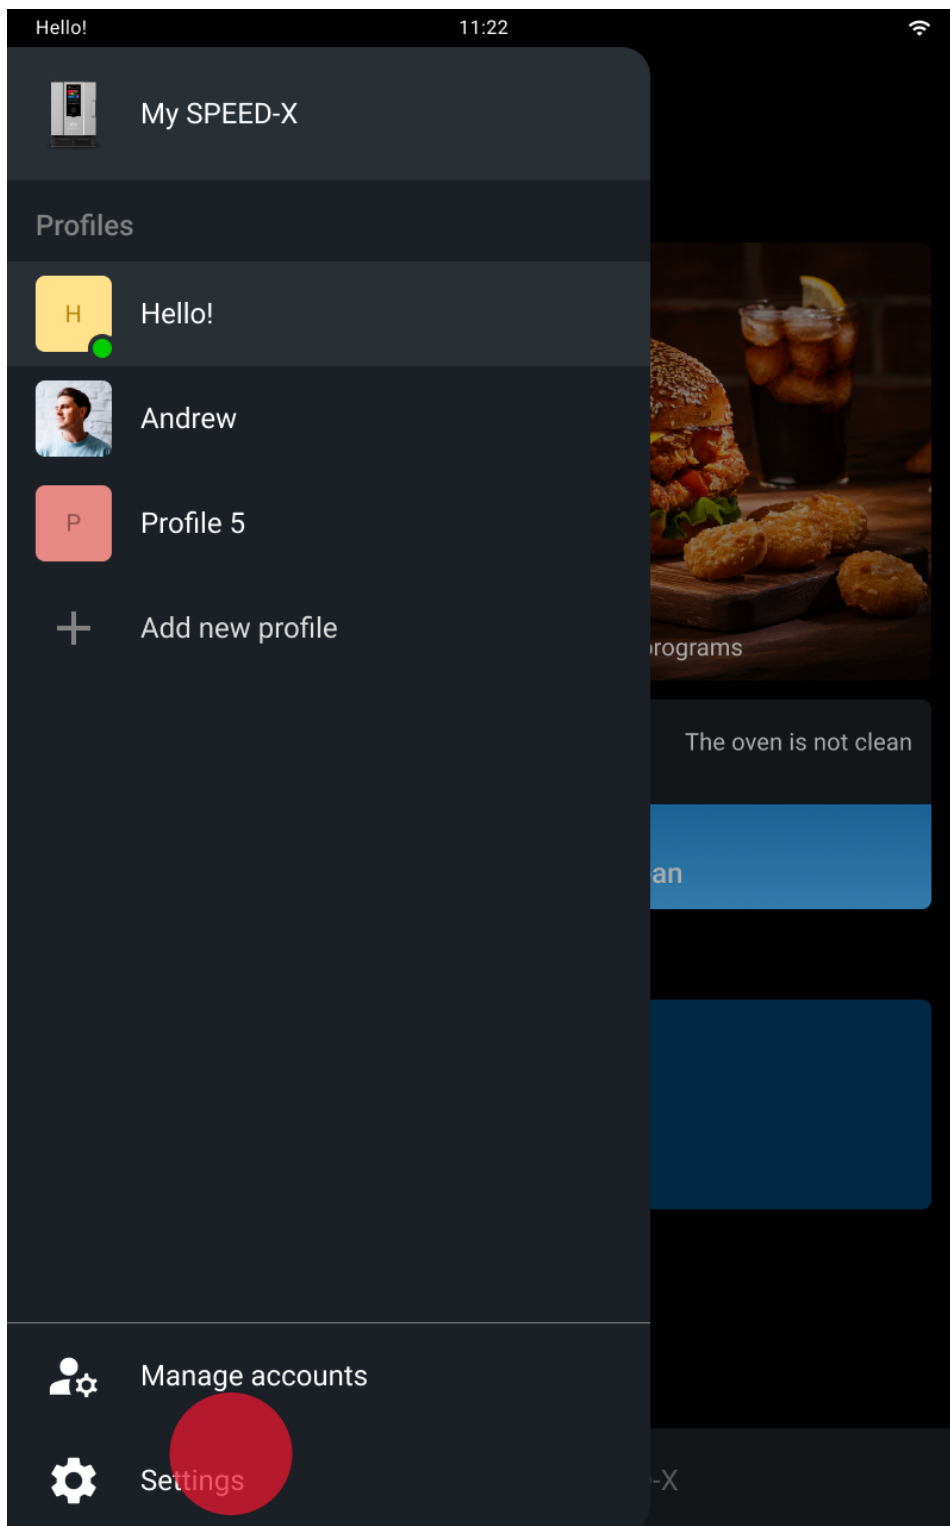 Hello!
11:22
My SPEED-X
Profiles
H
Hello!
Andrew
P
Profile 5
Add new profile
rograms
The oven is not clean
an
Manage accounts
Settings
-X